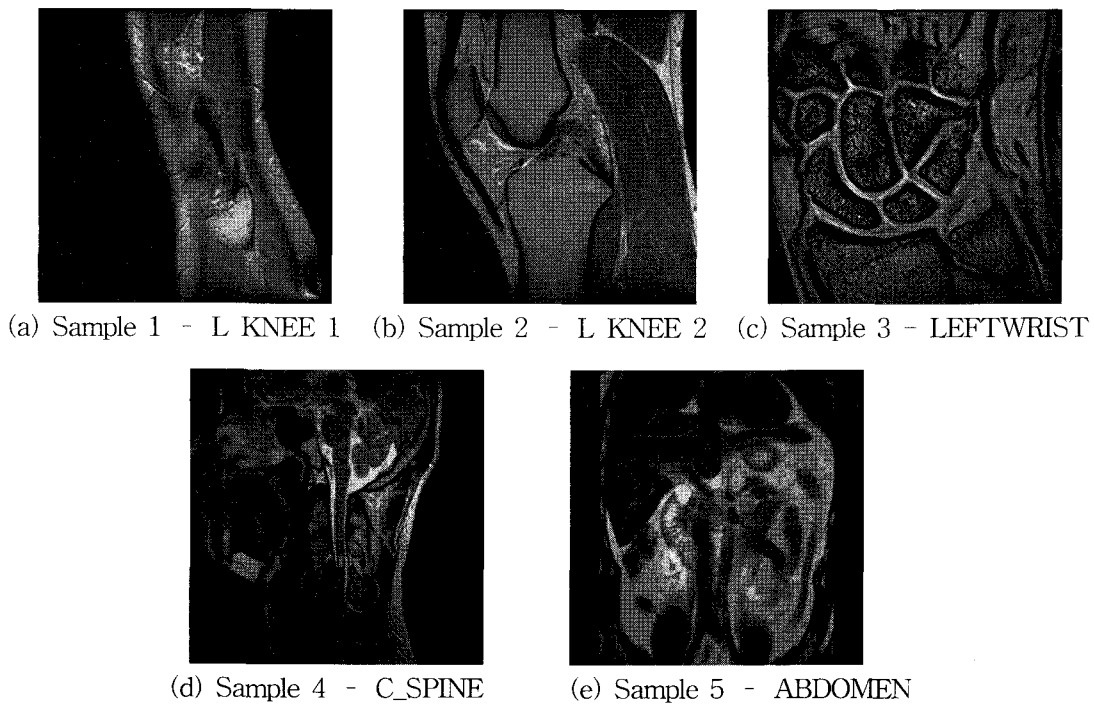 (a) Sample 1 - L KNEE 1 (b) Sample 2 - L KNEE 2 (c) Sample 3 - LEFTWRIST
(d) Sample 4 - C_SPINE (e) Sample 5 - ABDOMEN